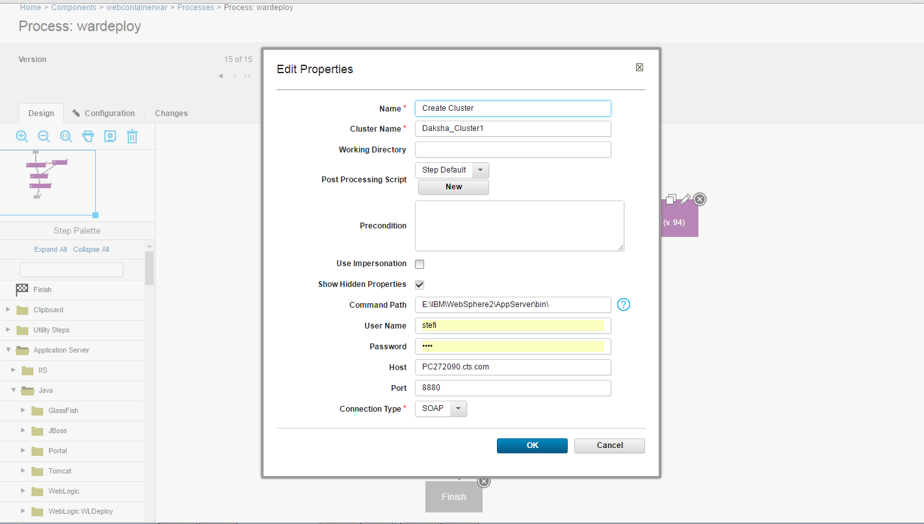 Home > Components > webcontainerwar > Processes > Process: wardeploy
Process: wardeploy
Version 15 of 15
Design Configuration Changes
Step Palette
Expand All Collapse All
Finish
Clipboard
Utility Steps
Application Server
IIS
Java
GlassFish
JBoss
Portal
Tomcat
WebLogic
WebLogic WLDeploy
Edit Properties
Name * Create Cluster
Cluster Name * Daksha_Cluster1
Working Directory
Post Processing Script Step Default
New
Precondition
Use Impersonation
Show Hidden Properties
Command Path E:\IBM\WebSphere2\AppServer\bin\ ?
User Name stefi
Password ••••
Host PC272090.cts.com
Port 8880
Connection Type * SOAP
OK Cancel
(v. 94)
Finish